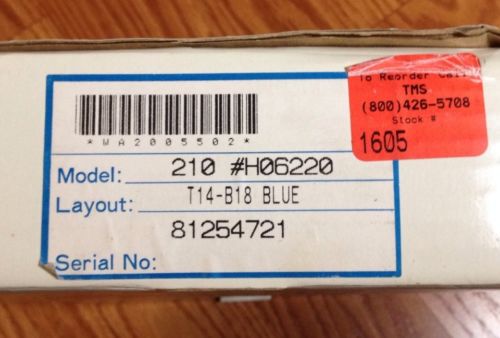 *WA2005502*
Model: 210 #H06220
Layout: T14-B18 BLUE
81254721
Serial No:
To Reorder Call
TMS
(800)426-5708
Stock #
1605